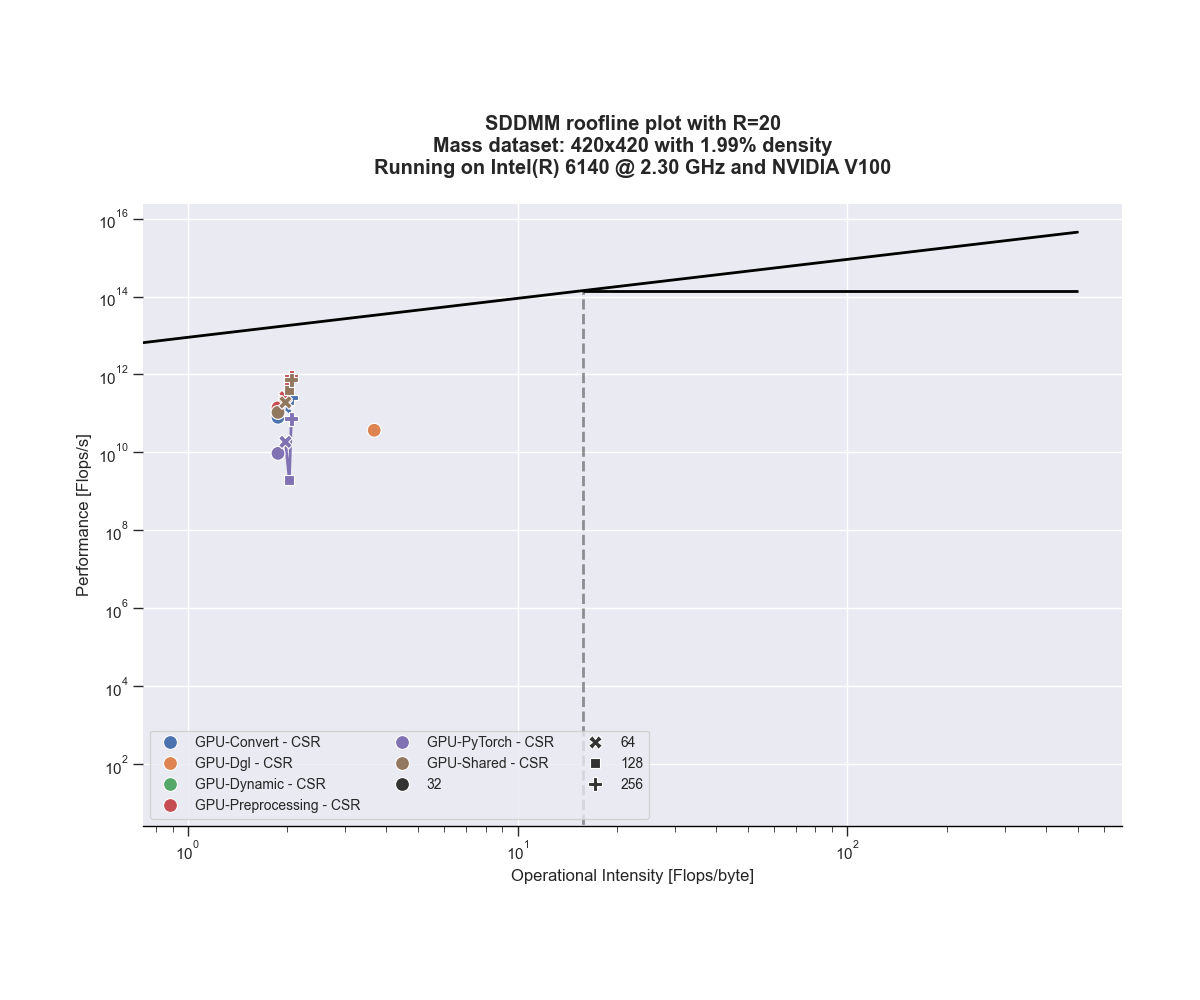 SDDMM roofline plot with R=20
Mass dataset: 420x420 with 1.99% density
Running on Intel(R) 6140 @ 2.30 GHz and NVIDIA V100
Performance [Flops/s]
10^16
10^14
10^12
10^10
10^8
10^6
10^4
10^2
GPU-Convert - CSR
GPU-Dgl - CSR
GPU-Dynamic - CSR
GPU-Preprocessing - CSR
GPU-PyTorch - CSR
GPU-Shared - CSR
32
64
128
256
10^0
10^1
10^2
Operational Intensity [Flops/byte]